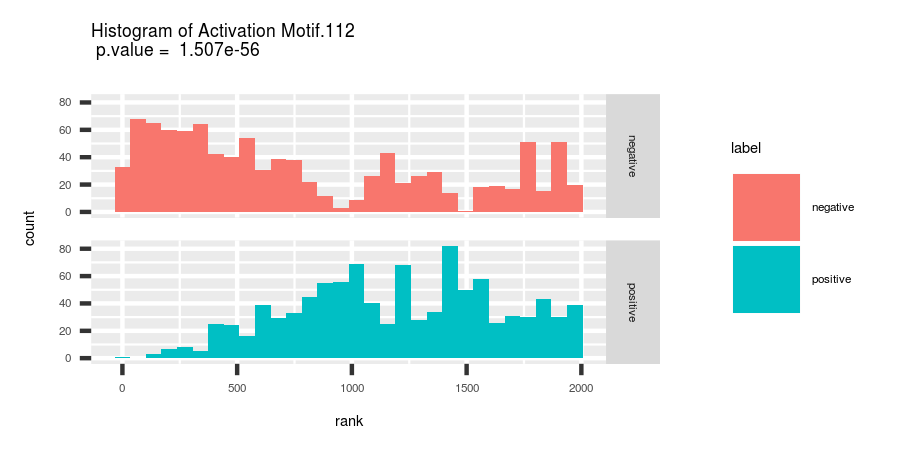 Histogram of Activation Motif.112
p.value = 1.507e-56
count
80
60
40
20
0
negative
80
60
40
20
0
positive
0 500 1000 1500 2000
rank
label
negative
positive